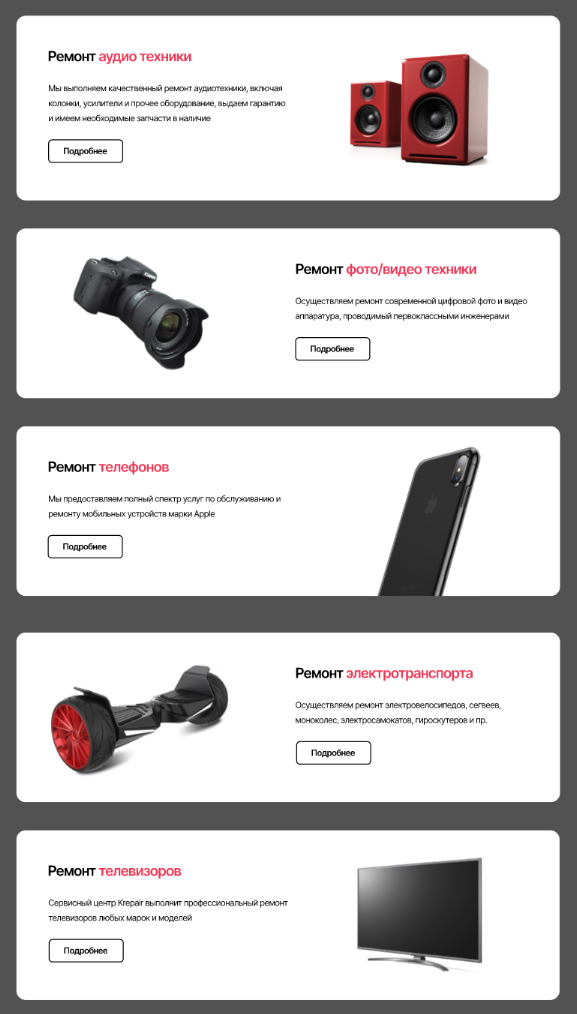 Ремонт аудио техники
Мы выполняем качественный ремонт аудиотехники, включая
колонки, усилители и прочее оборудование, выдаем гарантию
и имеем необходимые запчасти в наличие
Подробнее
Ремонт фото/видео техники
Осуществляем ремонт современной цифровой фото и видео
аппаратура, проводимый первоклассными инженерами
Подробнее
Ремонт телефонов
Мы предоставляем полный спектр услуг по обслуживанию и
ремонту мобильных устройств марки Apple
Подробнее
Ремонт электротранспорта
Осуществляем ремонт электровелосипедов, сегвеев,
моноколес, электросамокатов, гироскутеров и пр.
Подробнее
Ремонт телевизоров
Сервисный центр Krepair выполнит профессиональный ремонт
телевизоров любых марок и моделей
Подробнее